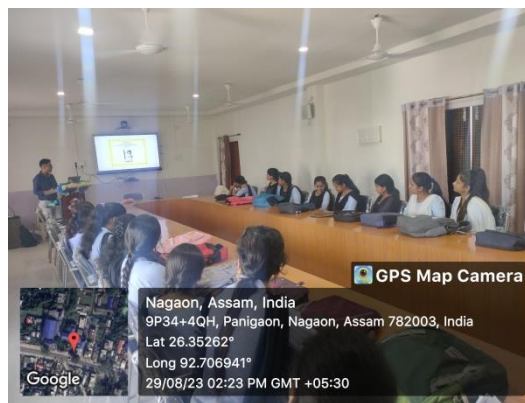 GPS Map Camera
Nagaon, Assam, India
9P34+4QH, Panigaon, Nagaon, Assam 782003, India
Lat 26.35262°
Long 92.706941°
29/08/23 02:23 PM GMT +05:30
Google